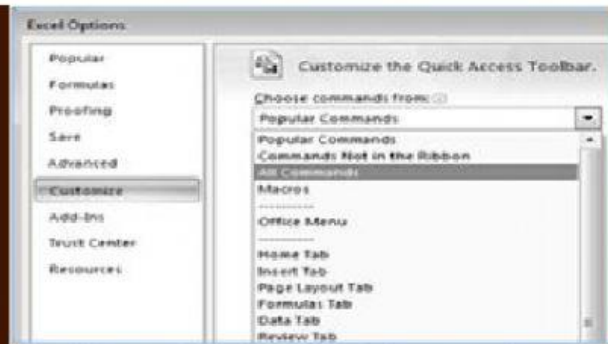 Excel Options
Popular
Formulas
Proofing
Save
Advanced
Customize
Add-Ins
Trust Center
Resources
Customize the Quick Access Toolbar.
Choose commands from:
Popular Commands
Popular Commands
Commands Not in the Ribbon
All Commands
Macros
----------
Office Menu
----------
Home Tab
Insert Tab
Page Layout Tab
Formulas Tab
Data Tab
Review Tab